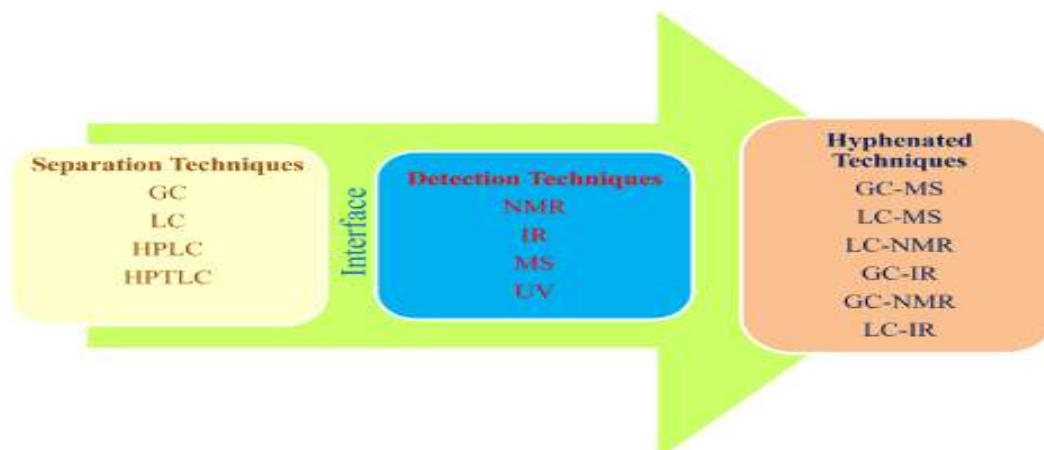 Separation Techniques
GC
LC
HPLC
HPTLC
Interface
Detection Techniques
NMR
IR
MS
UV
Hyphenated
Techniques
GC-MS
LC-MS
LC-NMR
GC-IR
GC-NMR
LC-IR